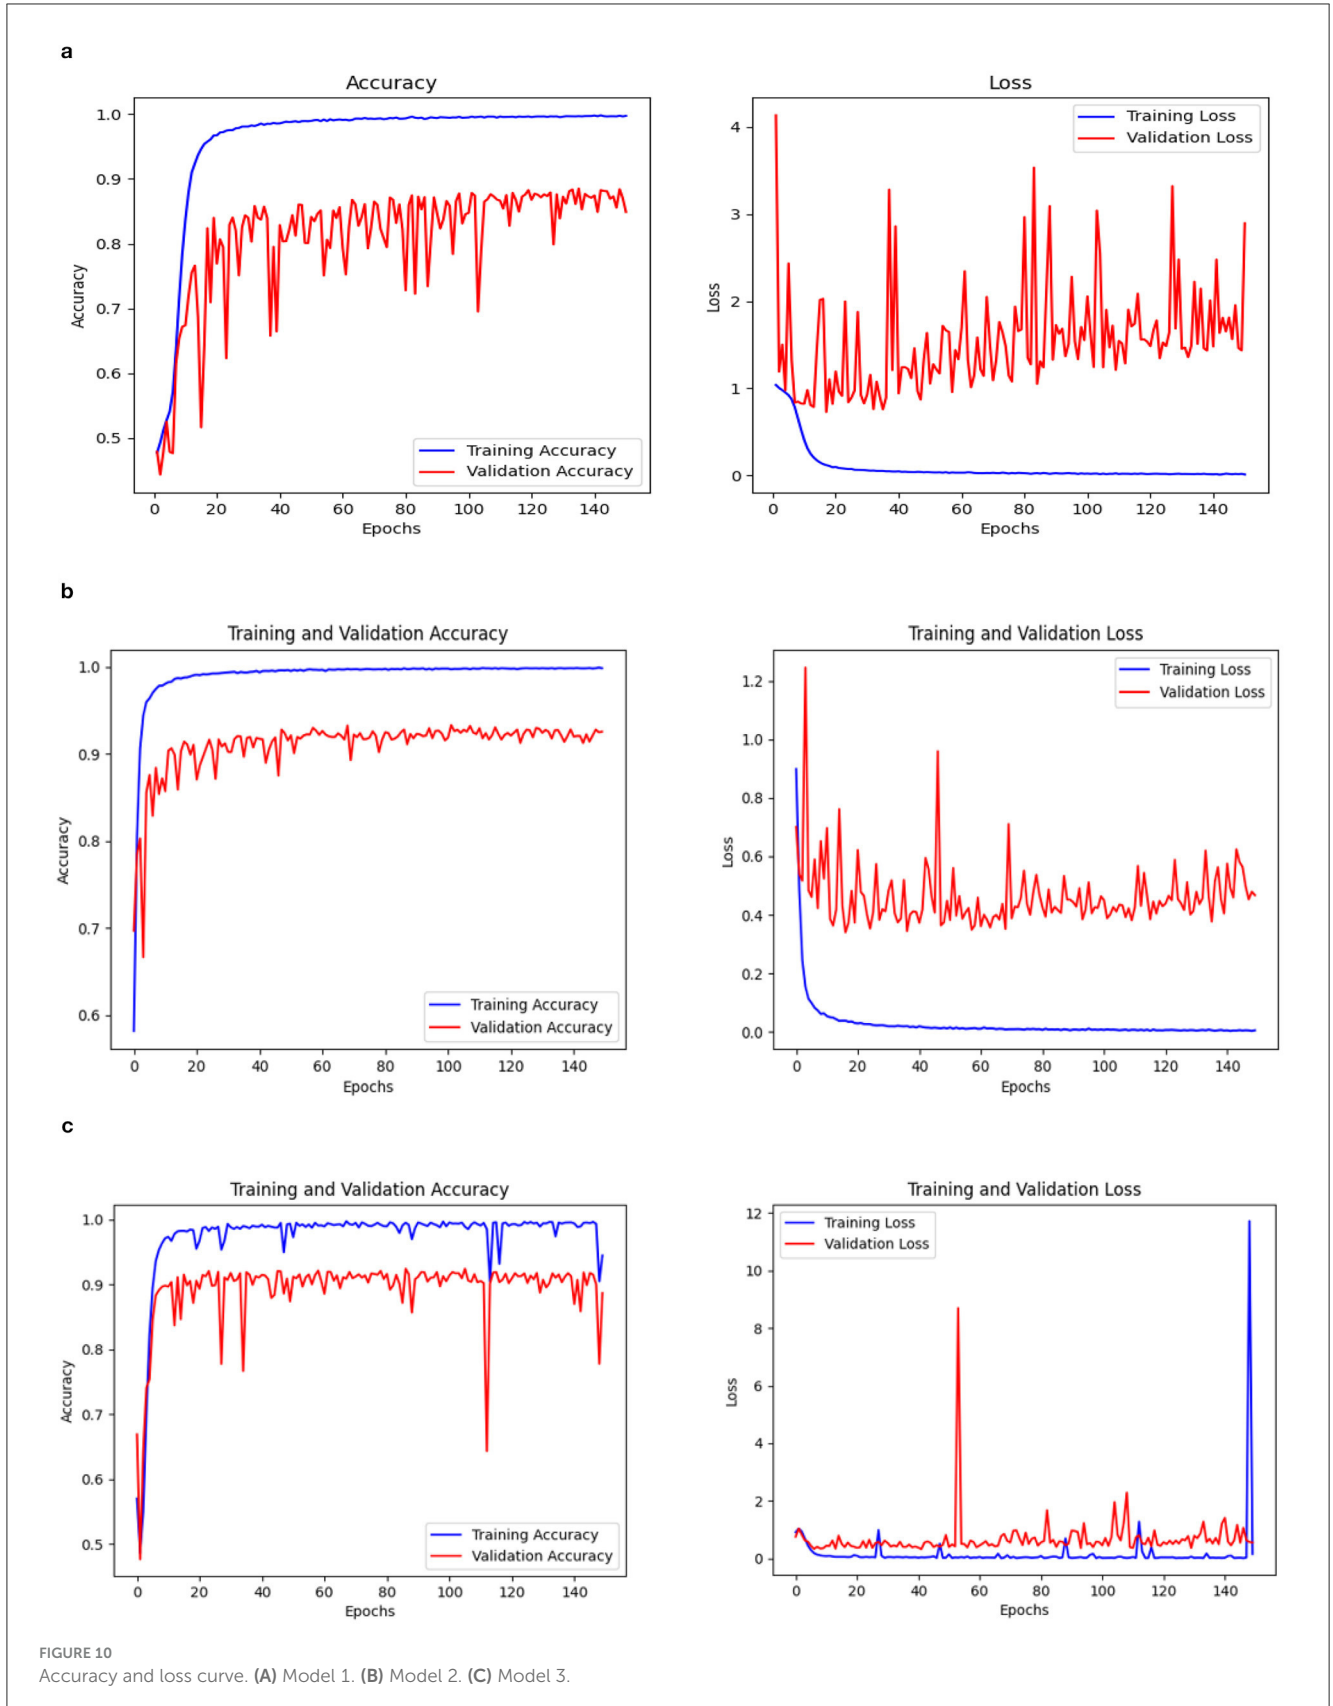 a
Accuracy
Loss
1.0
0.9
0.8
0.7
0.6
0.5
Accuracy
Training Accuracy
Validation Accuracy
0 20 40 60 80 100 120 140
Epochs
4
3
2
1
0
Loss
Training Loss
Validation Loss
0 20 40 60 80 100 120 140
Epochs
b
Training and Validation Accuracy
1.0
0.9
0.8
0.7
0.6
Accuracy
Training Accuracy
Validation Accuracy
0 20 40 60 80 100 120 140
Epochs
Training and Validation Loss
1.2
1.0
0.8
0.6
0.4
0.2
0.0
Loss
Training Loss
Validation Loss
0 20 40 60 80 100 120 140
Epochs
c
Training and Validation Accuracy
1.0
0.9
0.8
0.7
0.6
0.5
Accuracy
Training Accuracy
Validation Accuracy
0 20 40 60 80 100 120 140
Epochs
Training and Validation Loss
12
10
8
6
4
2
0
Loss
Training Loss
Validation Loss
0 20 40 60 80 100 120 140
Epochs
FIGURE 10
Accuracy and loss curve. (A) Model 1. (B) Model 2. (C) Model 3.